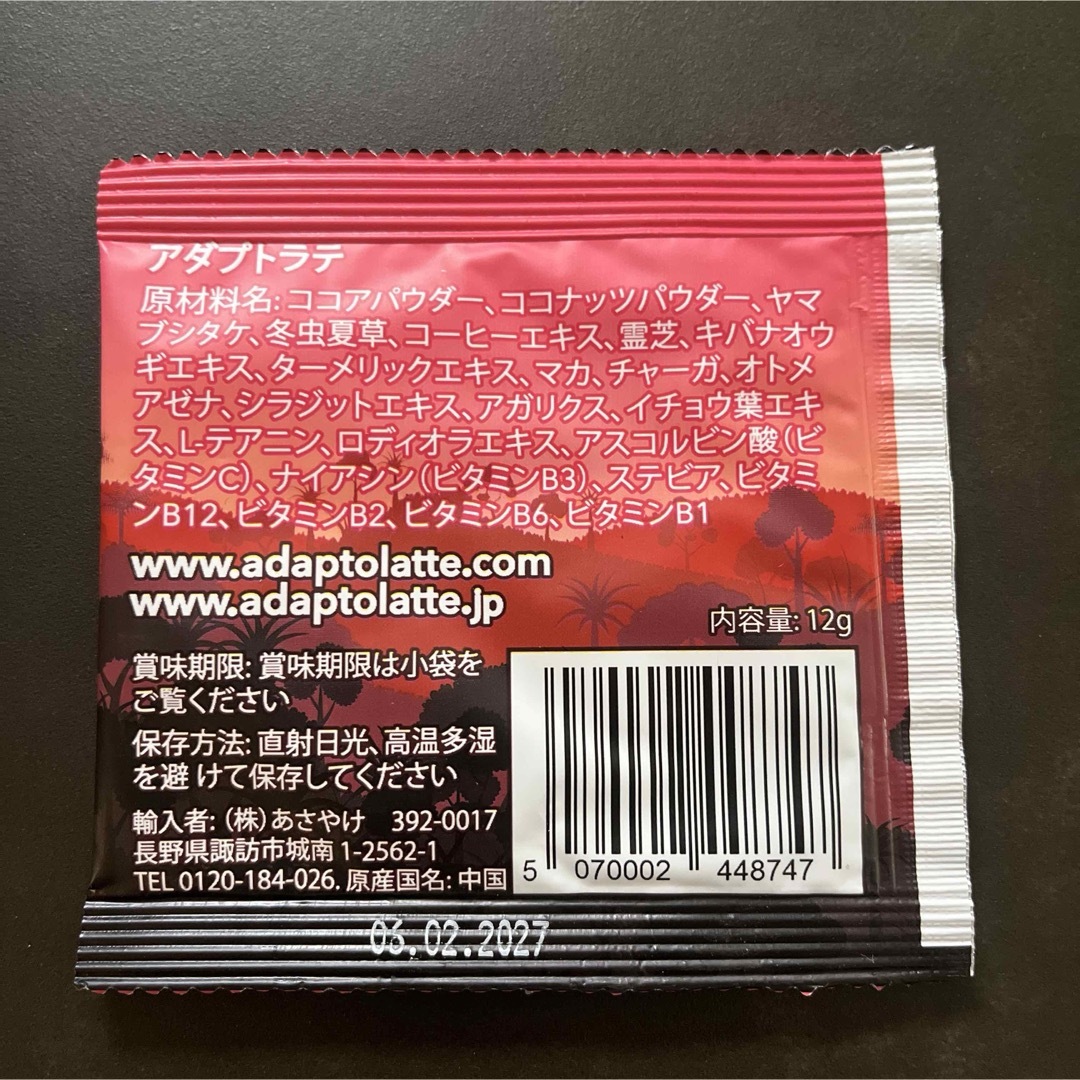 アダプトラテ
原材料名: ココアパウダー、ココナッツパウダー、ヤマ
ブシタケ、冬虫夏草、コーヒーエキス、霊芝、キバナオウ
ギエキス、ターメリックエキス、マカ、チャーガ、オトメ
アゼナ、シラジットエキス、アガリクス、イチョウ葉エキ
ス、L-テアニン、ロディオラエキス、アスコルビン酸（ビ
タミンC）、ナイアシン（ビタミンB3）、ステビア、ビタミ
ンB12、ビタミンB2、ビタミンB6、ビタミンB1
www.adaptolatte.com
www.adaptolatte.jp
内容量: 12g
賞味期限: 賞味期限は小袋を
ご覧ください
保存方法: 直射日光、高温多湿
を避 けて保存してください
輸入者:（株）あさやけ 392-0017
長野県諏訪市城南 1-2562-1
TEL 0120-184-026. 原産国名: 中国
5 070002 448747
06.02.2027